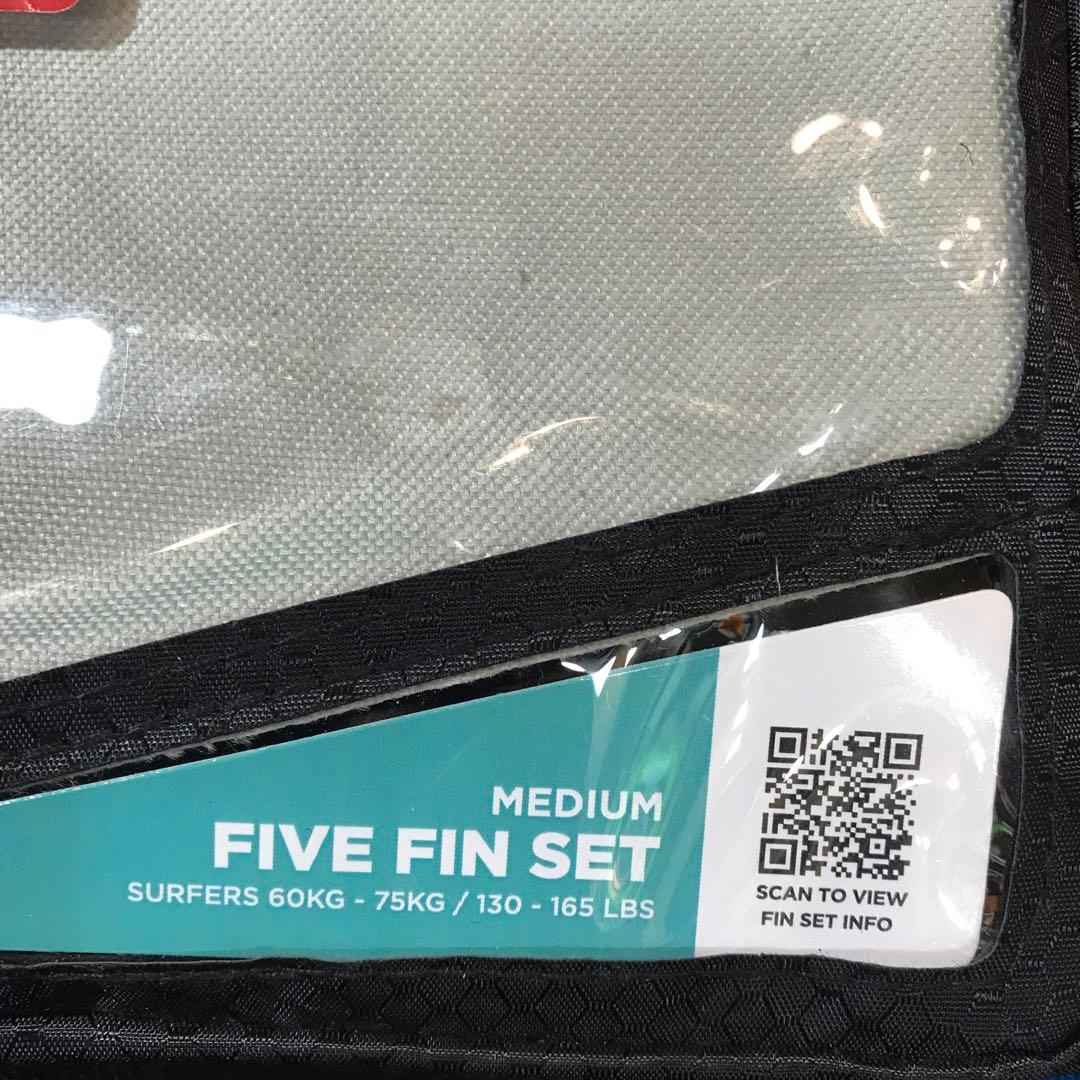 MEDIUM
FIVE FIN SET
SURFERS 60KG - 75KG / 130 - 165 LBS
SCAN TO VIEW
FIN SET INFO